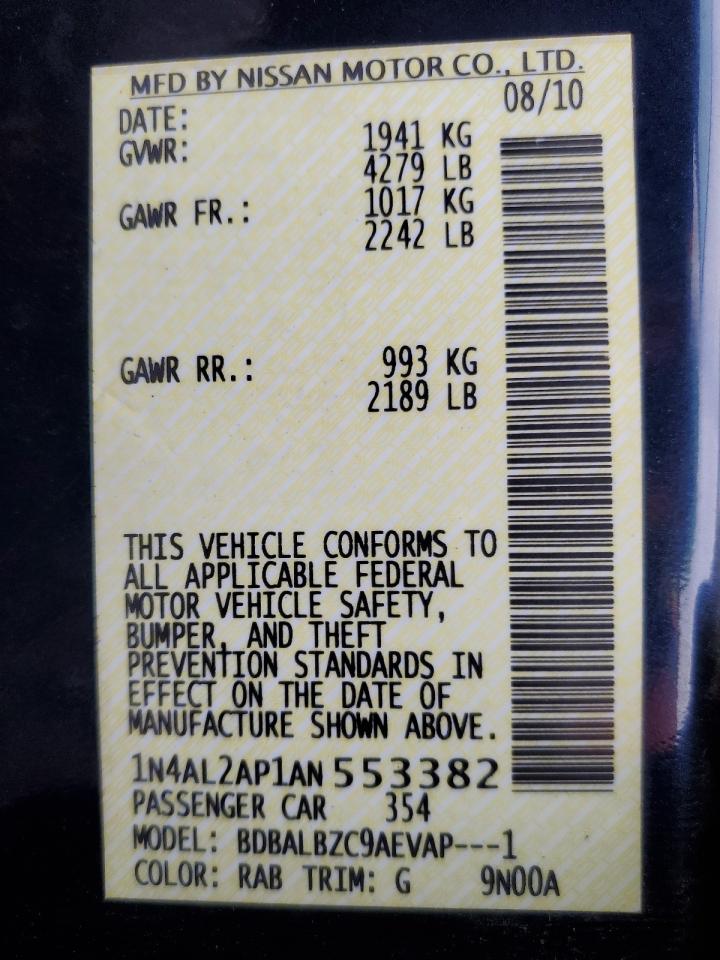 MFD BY NISSAN MOTOR CO., LTD.
DATE: 08/10
GVWR: 1941 KG
4279 LB
GAWR FR.: 1017 KG
2242 LB
GAWR RR.: 993 KG
2189 LB
THIS VEHICLE CONFORMS TO
ALL APPLICABLE FEDERAL
MOTOR VEHICLE SAFETY,
BUMPER, AND THEFT
PREVENTION STANDARDS IN
EFFECT ON THE DATE OF
MANUFACTURE SHOWN ABOVE.
1N4AL2AP1AN 553382
PASSENGER CAR 354
MODEL: BDBALBZC9AEVAP---1
COLOR: RAB TRIM: G 9N00A